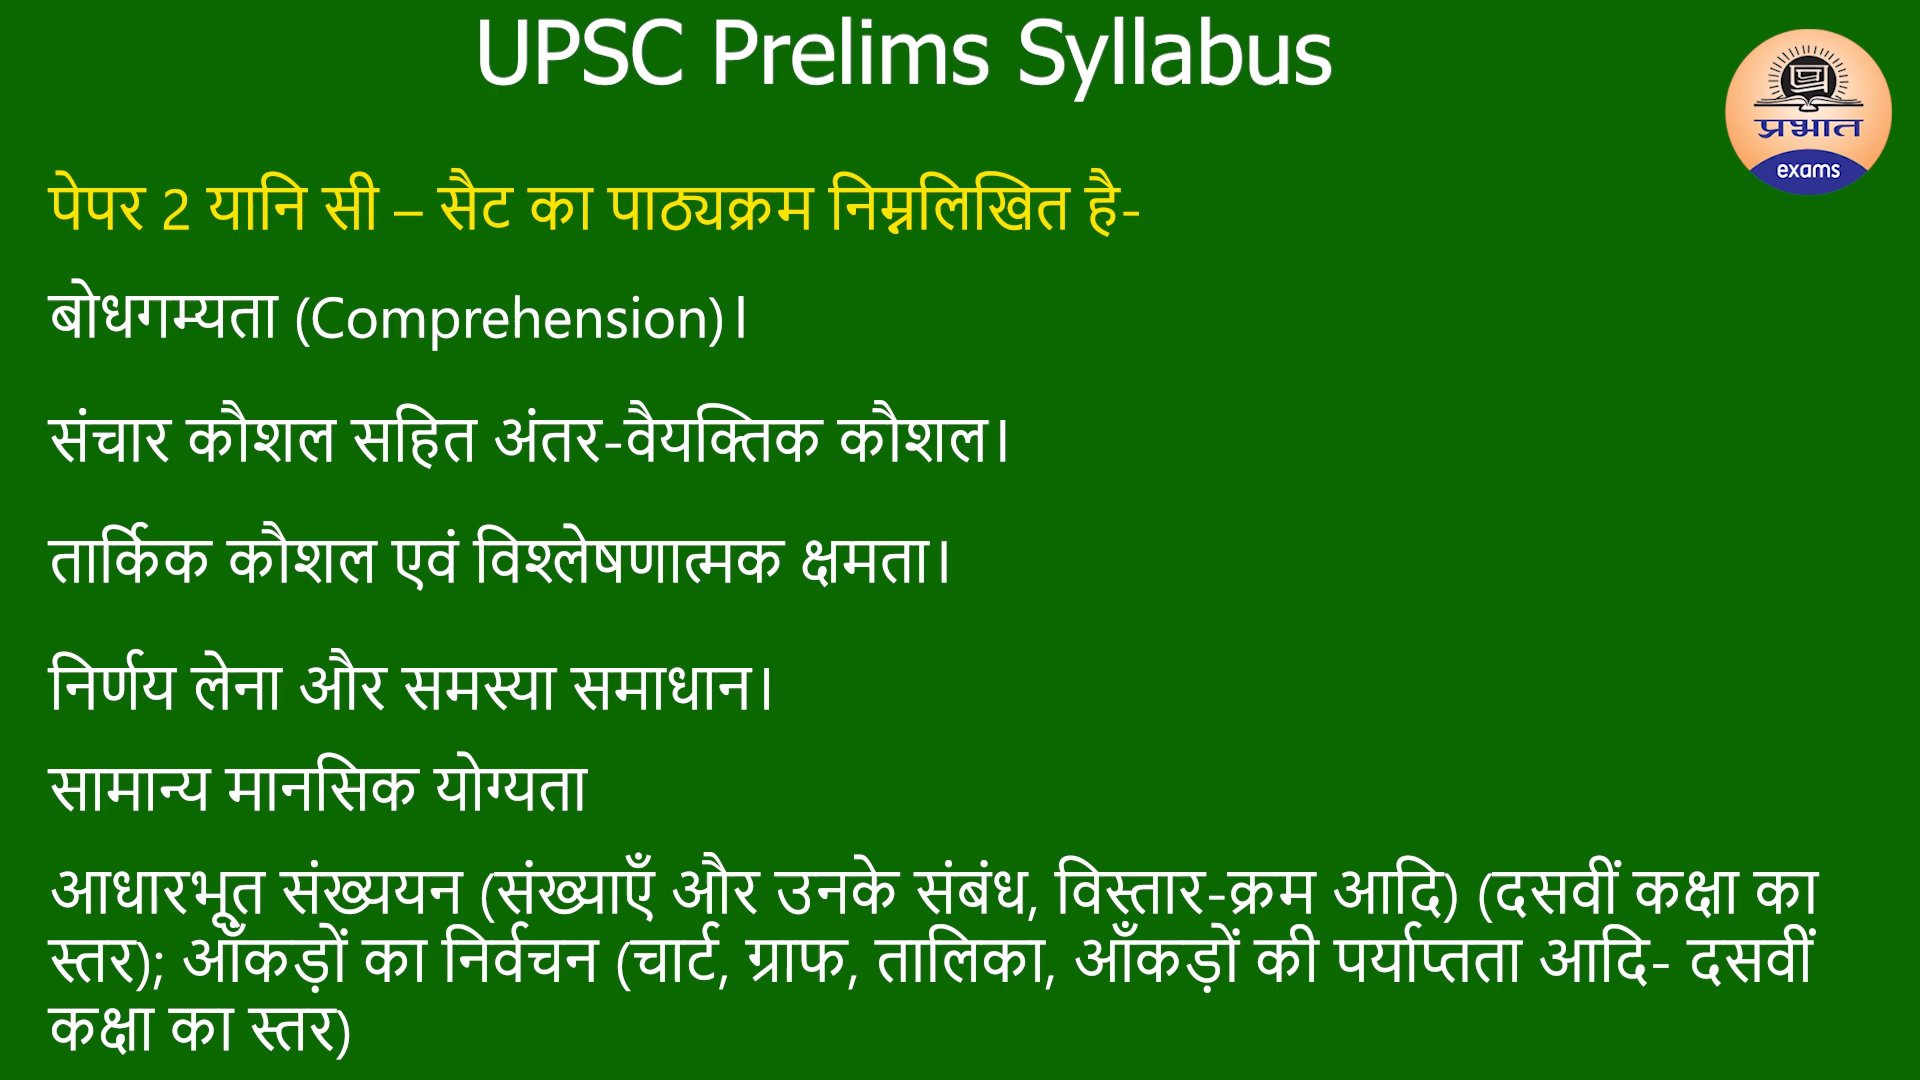 UPSC Prelims Syllabus
प्रभात
exams
पेपर 2 यानि सी – सैट का पाठ्यक्रम निम्नलिखित है-
बोधगम्यता (Comprehension)।
संचार कौशल सहित अंतर-वैयक्तिक कौशल।
तार्किक कौशल एवं विश्लेषणात्मक क्षमता।
निर्णय लेना और समस्या समाधान।
सामान्य मानसिक योग्यता
आधारभूत संख्ययन (संख्याएँ और उनके संबंध, विस्तार-क्रम आदि) (दसवीं कक्षा का
स्तर); आँकड़ों का निर्वचन (चार्ट, ग्राफ, तालिका, आँकड़ों की पर्याप्तता आदि- दसवीं
कक्षा का स्तर)